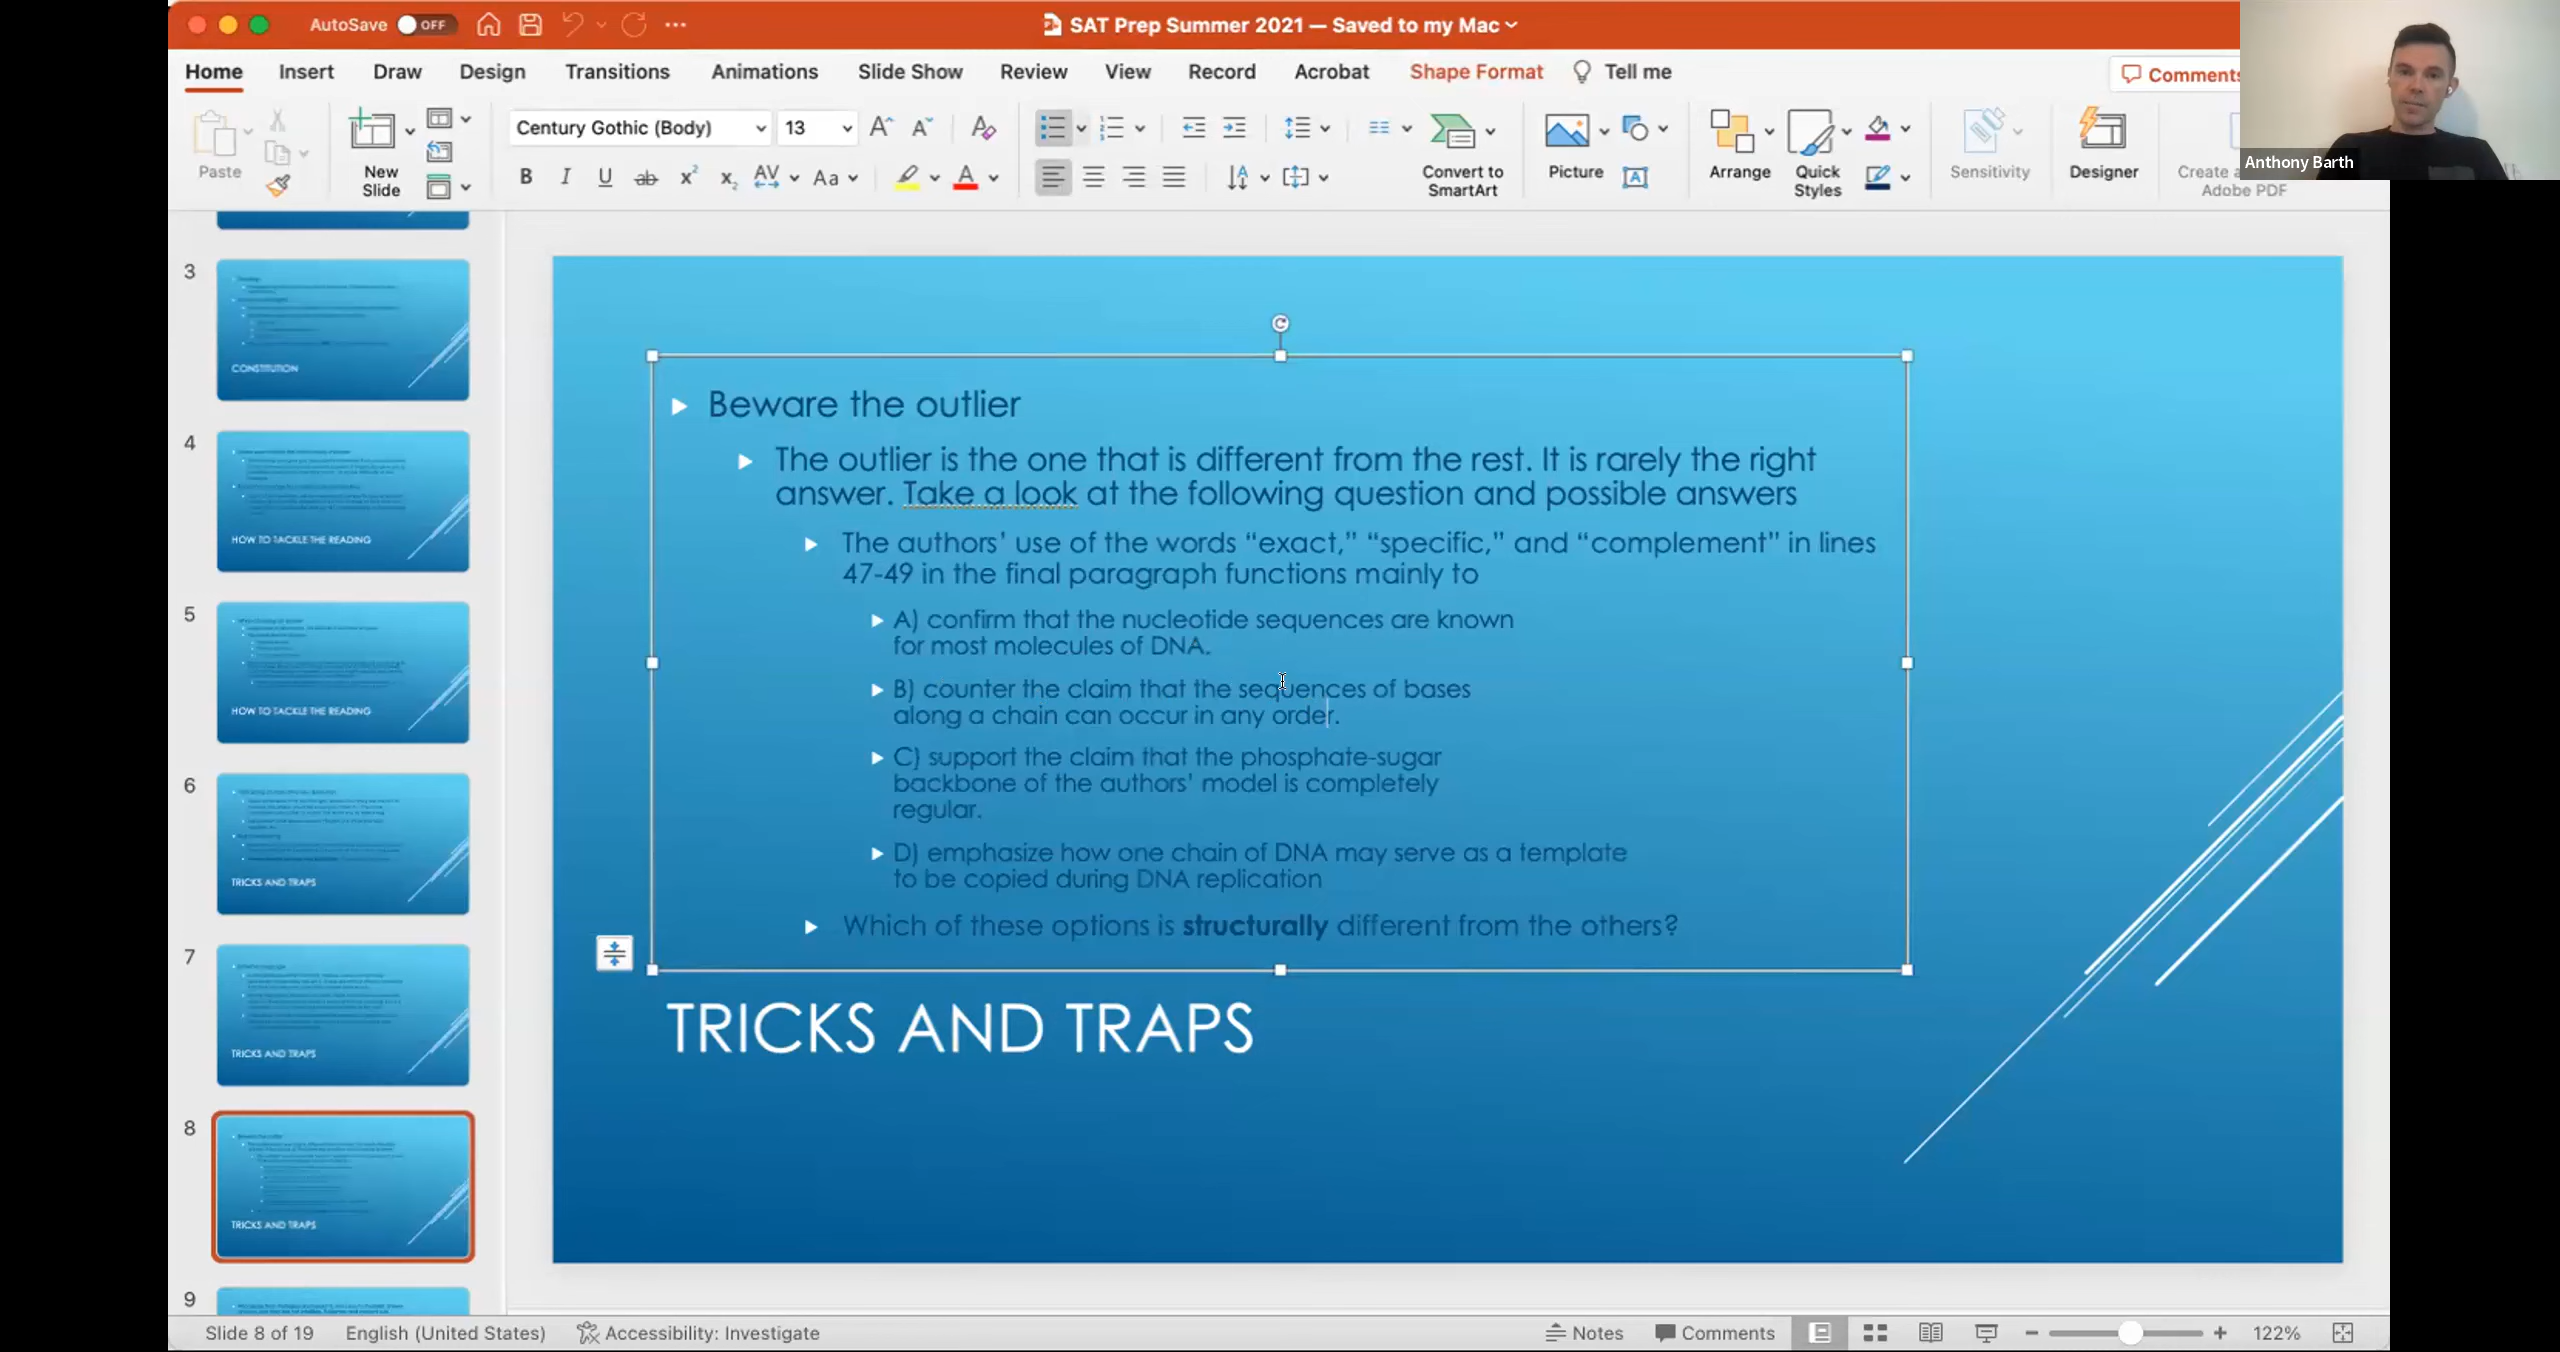 AutoSave OFF
SAT Prep Summer 2021 — Saved to my Mac
Home Insert Draw Design Transitions Animations Slide Show Review View Record Acrobat Shape Format Tell me Comments
Paste
New
Slide
Century Gothic (Body) 13
B I U ab x² x₂ AV Aa A
Convert to
SmartArt
Picture
Arrange
Quick
Styles
Sensitivity
Designer
Create a
Adobe PDF
Anthony Barth
3
CONSTITUTION
4
HOW TO TACKLE THE READING
5
HOW TO TACKLE THE READING
6
TRICKS AND TRAPS
7
TRICKS AND TRAPS
8
TRICKS AND TRAPS
9
Beware the outlier
The outlier is the one that is different from the rest. It is rarely the right
answer. Take a look at the following question and possible answers
The authors’ use of the words “exact,” “specific,” and “complement” in lines
47-49 in the final paragraph functions mainly to
A) confirm that the nucleotide sequences are known
for most molecules of DNA.
B) counter the claim that the sequences of bases
along a chain can occur in any order.
C) support the claim that the phosphate-sugar
backbone of the authors’ model is completely
regular.
D) emphasize how one chain of DNA may serve as a template
to be copied during DNA replication
Which of these options is structurally different from the others?
TRICKS AND TRAPS
Slide 8 of 19 English (United States) Accessibility: Investigate Notes Comments 122%